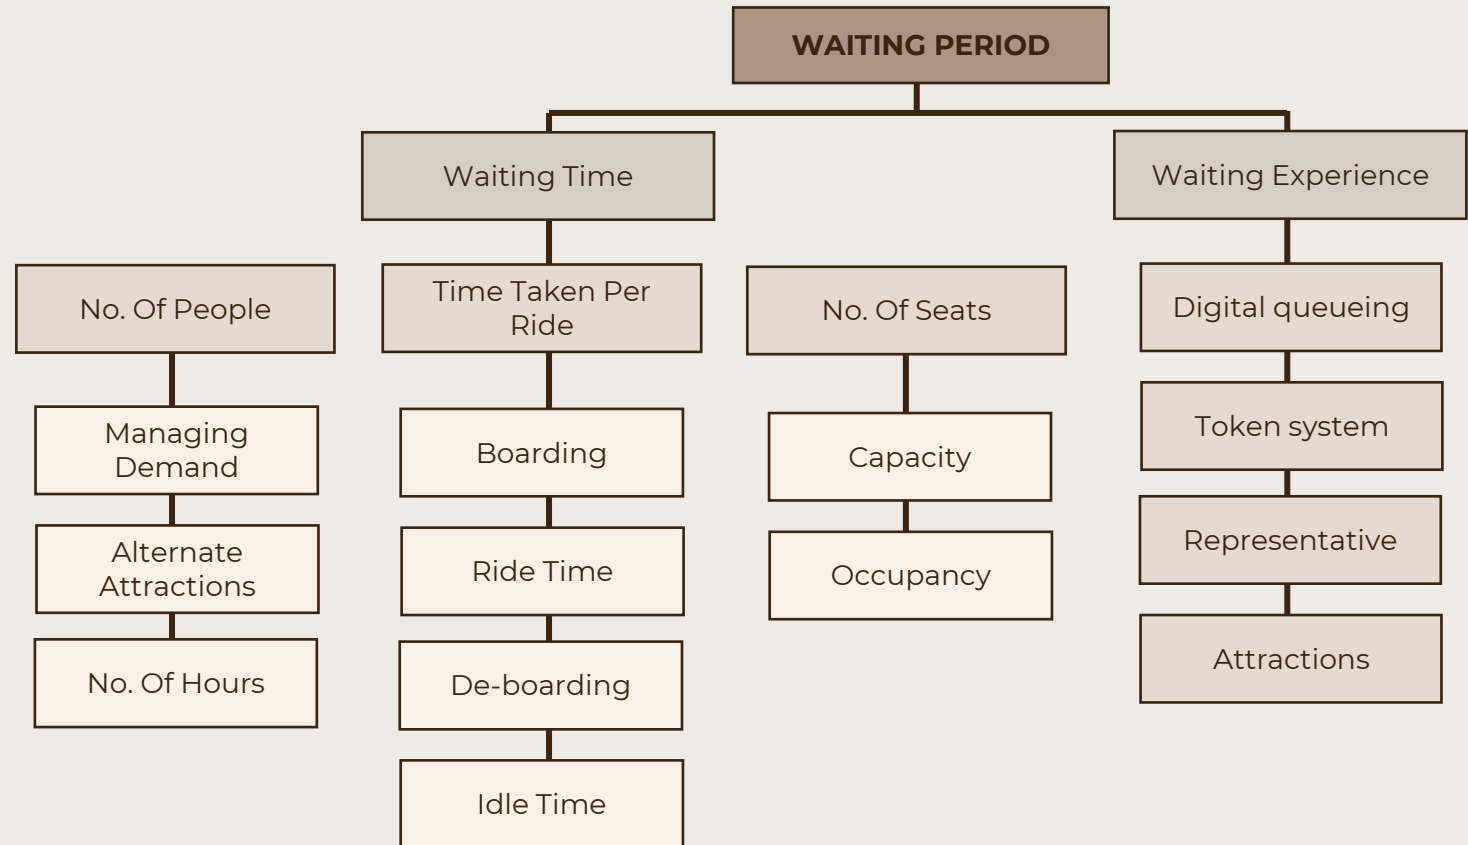 WAITING PERIOD
Waiting Time
Waiting Experience
No. Of People
Time Taken Per
Ride
No. Of Seats
Digital queueing
Managing
Demand
Boarding
Capacity
Token system
Alternate
Attractions
Ride Time
Occupancy
Representative
No. Of Hours
De-boarding
Attractions
Idle Time